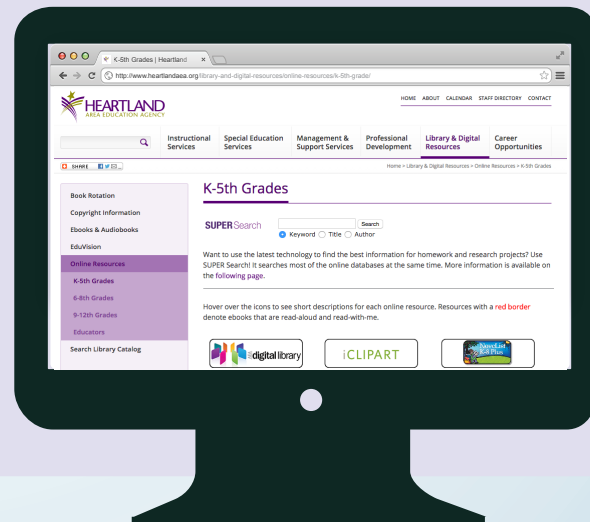 K-5th Grades | Heartland
http://www.heartlandaea.org/library-and-digital-resources/online-resources/k-5th-grade/
HEARTLAND
AREA EDUCATION AGENCY
HOME ABOUT CALENDAR STAFF DIRECTORY CONTACT
Instructional Services
Special Education Services
Management & Support Services
Professional Development
Library & Digital Resources
Career Opportunities
SHARE
Home > Library & Digital Resources > Online Resources > K-5th Grades
Book Rotation
Copyright Information
Ebooks & Audiobooks
EduVision
Online Resources
K-5th Grades
6-8th Grades
9-12th Grades
Educators
Search Library Catalog
K-5th Grades
SUPERSearch
Search
Keyword Title Author
Want to use the latest technology to find the best information for homework and research projects? Use
SUPER Search! It searches most of the online databases at the same time. More information is available on
the following page.
Hover over the icons to see short descriptions for each online resource. Resources with a red border
denote ebooks that are read-aloud and read-with-me.
digital library
iCLIPART
NoveList
K-8 Plus